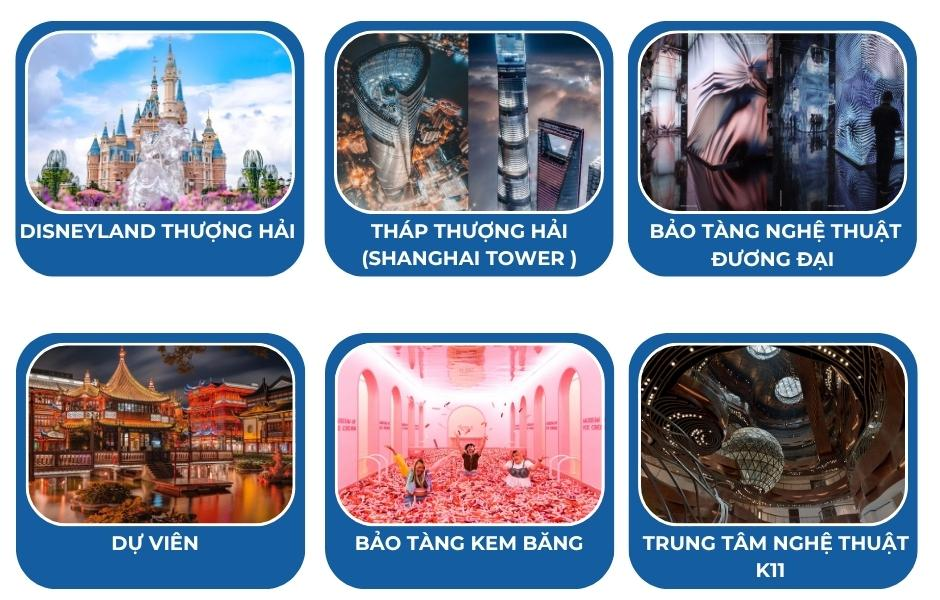 DISNEYLAND THƯỢNG HẢI
THÁP THƯỢNG HẢI
(SHANGHAI TOWER )
BẢO TÀNG NGHỆ THUẬT
ĐƯƠNG ĐẠI
DỰ VIÊN
BẢO TÀNG KEM BĂNG
TRUNG TÂM NGHỆ THUẬT
K11